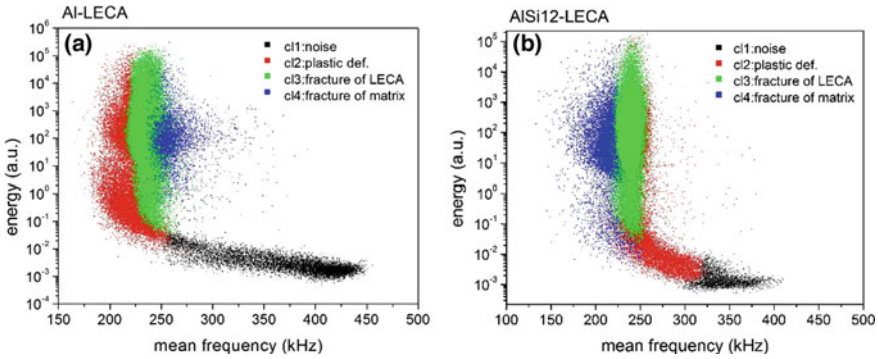 Al-LECA
(a)
cl1:noise
cl2:plastic def.
cl3:fracture of LECA
cl4:fracture of matrix
energy (a.u.)
10^6
10^5
10^4
10^3
10^2
10^1
10^0
10^-1
10^-2
10^-3
10^-4
150 200 250 300 350 400 450 500
mean frequency (kHz)
AlSi12-LECA
(b)
cl1:noise
cl2:plastic def.
cl3:fracture of LECA
cl4:fracture of matrix
energy (a.u.)
10^5
10^4
10^3
10^2
10^1
10^0
10^-1
10^-2
10^-3
100 150 200 250 300 350 400 450 500
mean frequency (kHz)